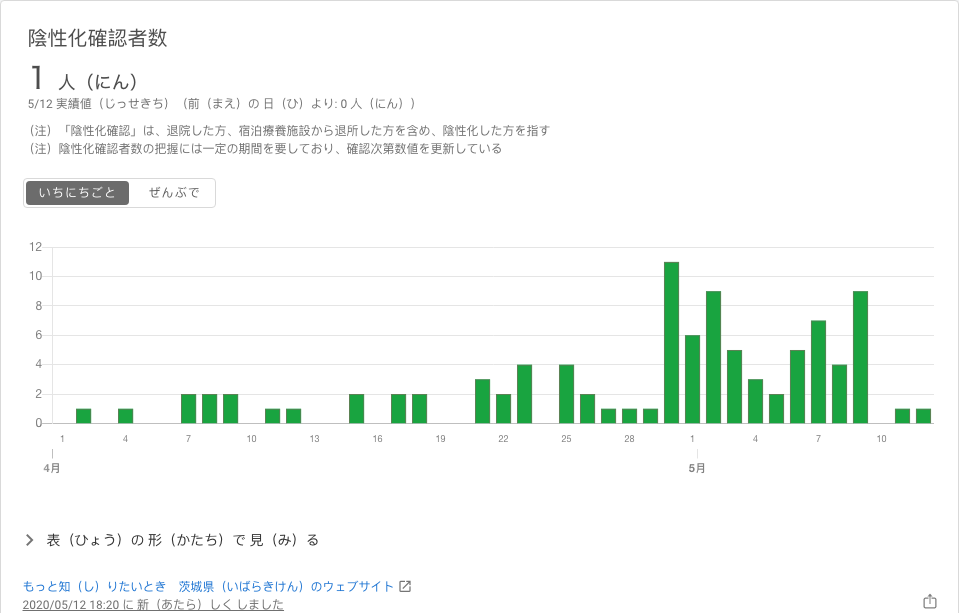 陰性化確認者数
1 人（にん）
5/12 実績値（じっせきち）（前（まえ）の 日（ひ）より: 0 人（にん））
（注）「陰性化確認」は、退院した方、宿泊療養施設から退所した方を含め、陰性化した方を指す
（注）陰性化確認者数の把握には一定の期間を要しており、確認次第数値を更新している
いちにちごと ぜんぶで
12
10
8
6
4
2
0
1 4 7 10 13 16 19 22 25 28 1 4 7 10
4月 5月
表（ひょう）の 形（かたち）で 見（み）る
もっと知（し）りたいとき　茨城県（いばらきけん）のウェブサイト
2020/05/12 18:20 に 新（あたら）しく しました